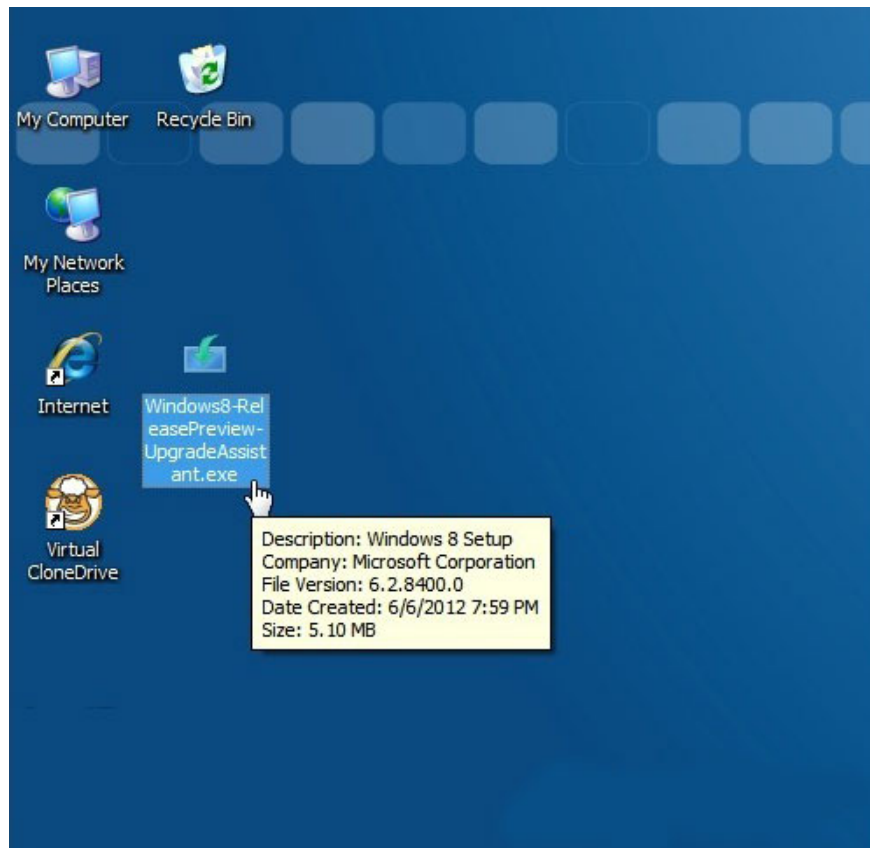 My Computer
Recycle Bin
My Network
Places
Internet
Windows8-Rel
easePreview-
UpgradeAssist
ant.exe
Virtual
CloneDrive
Description: Windows 8 Setup
Company: Microsoft Corporation
File Version: 6.2.8400.0
Date Created: 6/6/2012 7:59 PM
Size: 5.10 MB